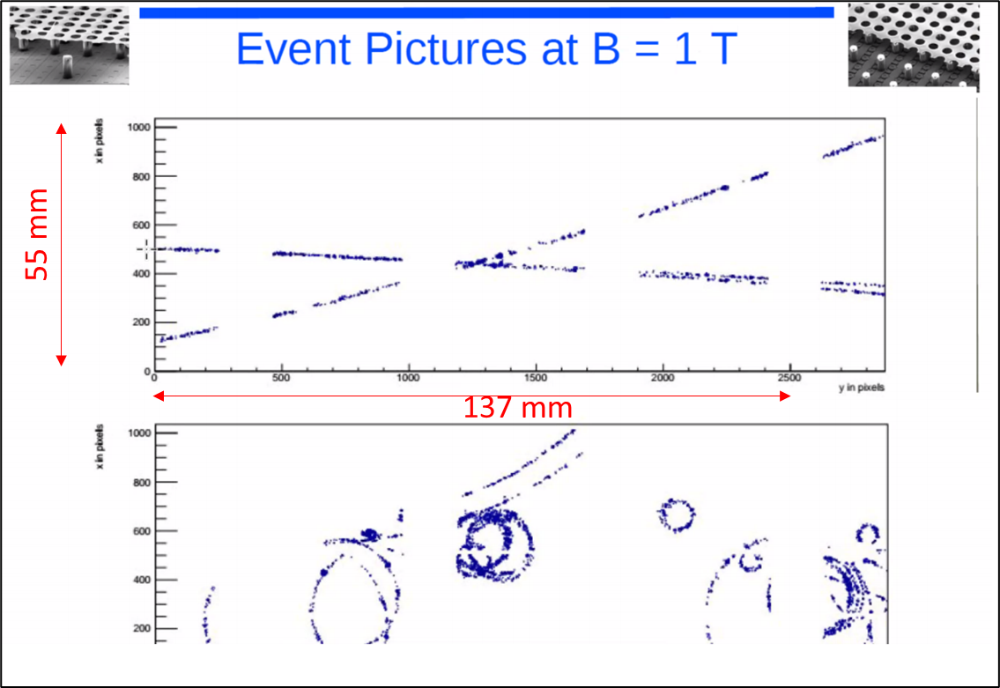 Event Pictures at B = 1 T
x in pixels
1000
800
600
400
200
0
0 500 1000 1500 2000 2500
y in pixels
55 mm
137 mm
x in pixels
1000
800
600
400
200